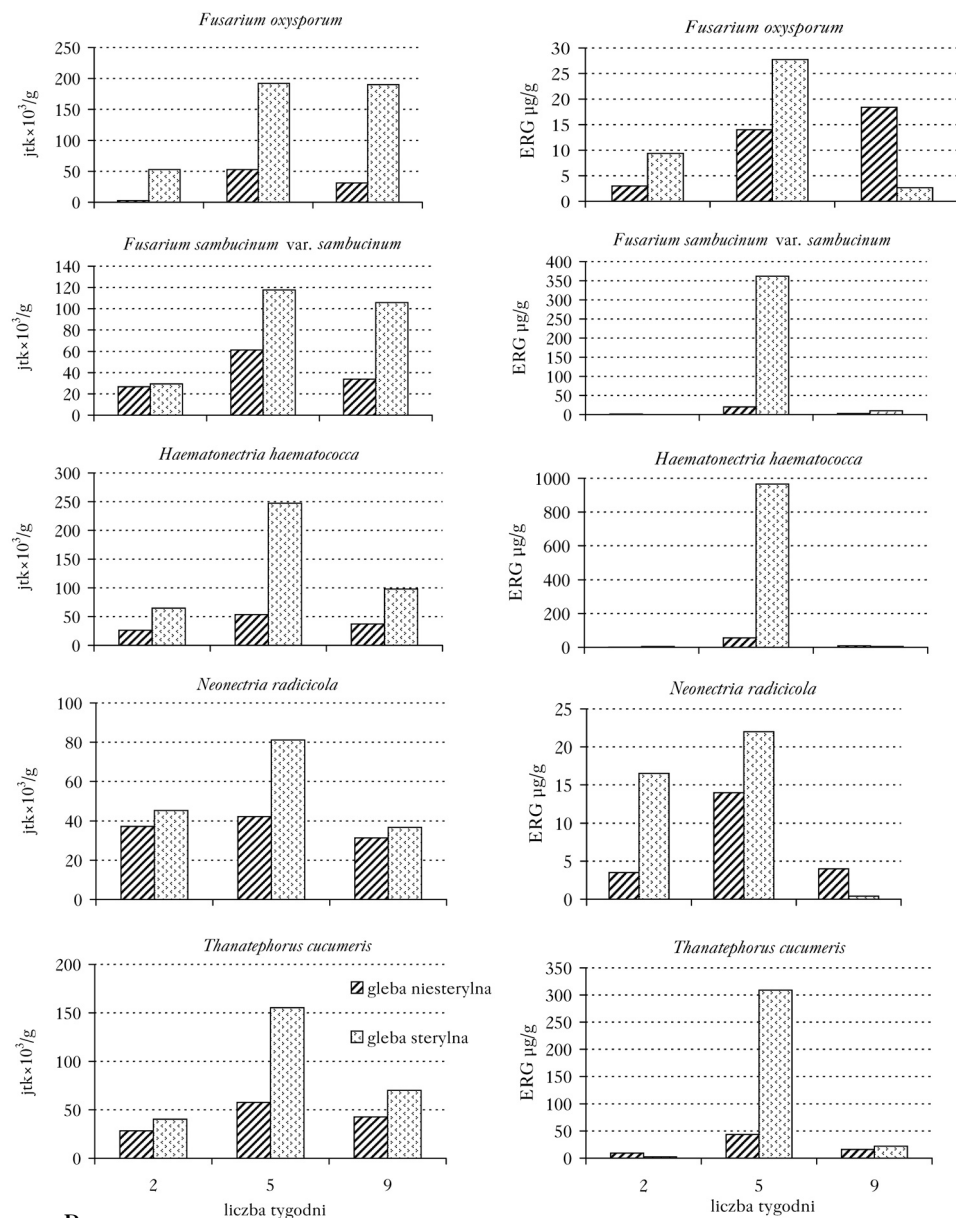 Fusarium oxysporum
250
200
150
100
50
0
jtk×10³/g
Fusarium oxysporum
30
25
20
15
10
5
0
ERG µg/g
Fusarium sambucinum var. sambucinum
140
120
100
80
60
40
20
0
jtk×10³/g
Fusarium sambucinum var. sambucinum
400
350
300
250
200
150
100
50
0
ERG µg/g
Haematonectria haematococca
300
250
200
150
100
50
0
jtk×10³/g
Haematonectria haematococca
1000
800
600
400
200
0
ERG µg/g
Neonectria radicicola
100
80
60
40
20
0
jtk×10³/g
Neonectria radicicola
25
20
15
10
5
0
ERG µg/g
Thanatephorus cucumeris
200
150
100
50
0
jtk×10³/g
gleba niesterylna
gleba sterylna
2 5 9
liczba tygodni
Thanatephorus cucumeris
350
300
250
200
150
100
50
0
ERG µg/g
2 5 9
liczba tygodni